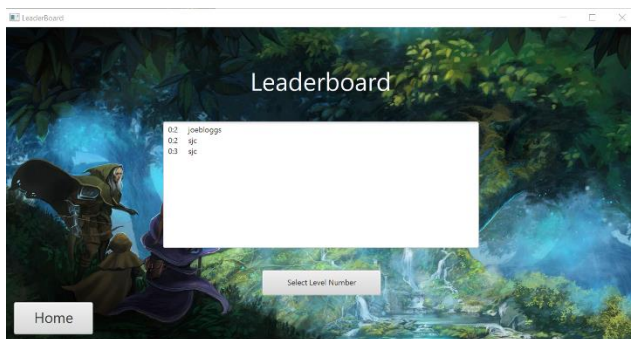 LeaderBoard
Leaderboard
0:2 joebloggs
0:2 sjc
0:3 sjc
Select Level Number
Home